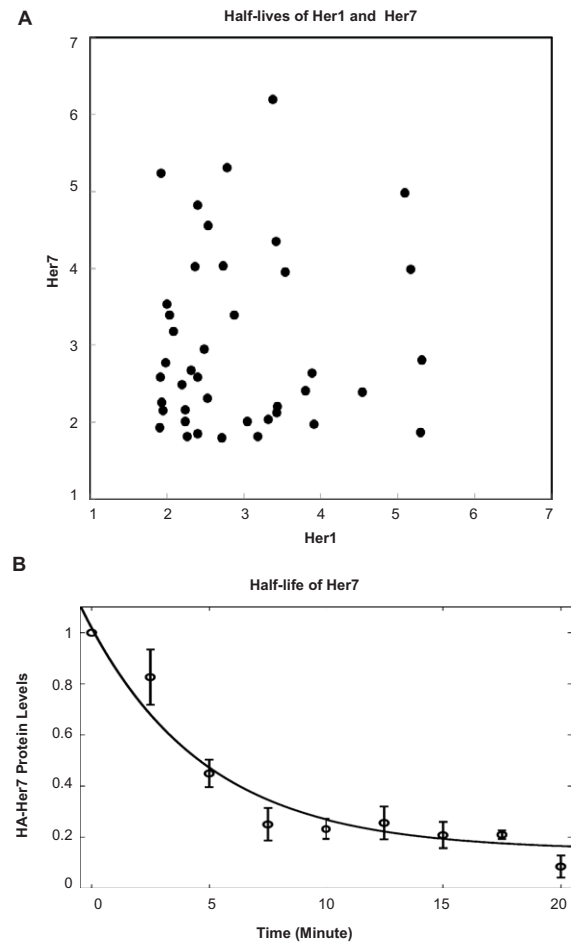 A
Half-lives of Her1 and Her7
7
6
5
4
3
2
1
Her7
1 2 3 4 5 6 7
Her1
B
Half-life of Her7
1
0.8
0.6
0.4
0.2
0
HA-Her7 Protein Levels
0 5 10 15 20
Time (Minute)